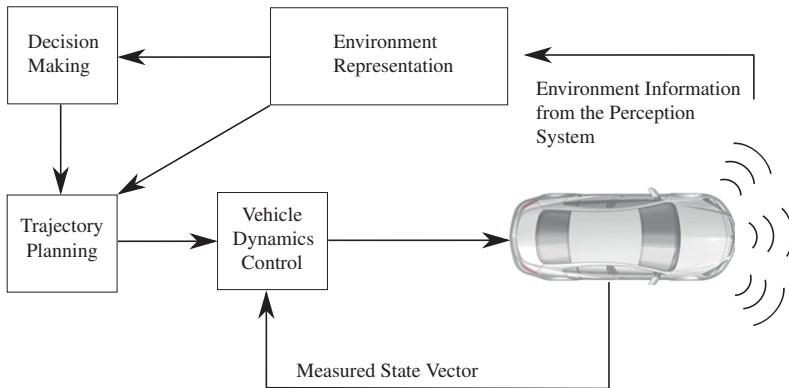 Decision
Making
Environment
Representation
Environment Information
from the Perception
System
Trajectory
Planning
Vehicle
Dynamics
Control
Measured State Vector